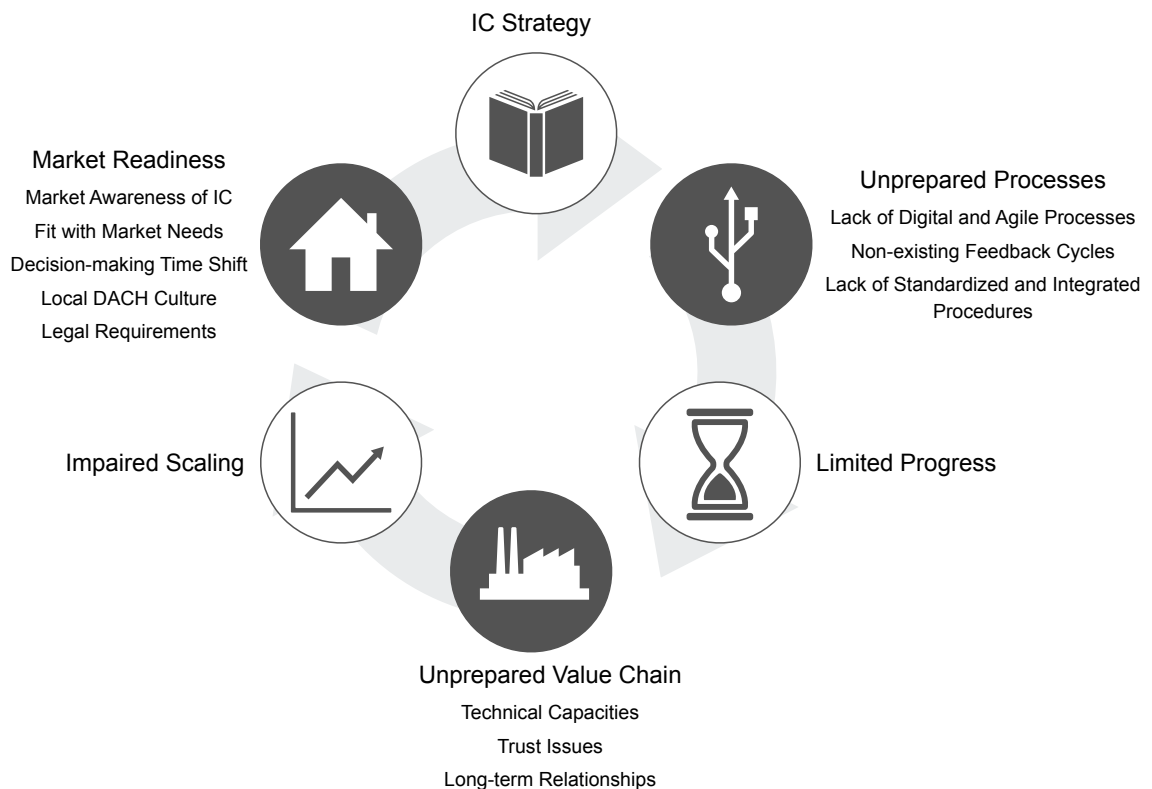 IC Strategy
Market Readiness
Market Awareness of IC
Fit with Market Needs
Decision-making Time Shift
Local DACH Culture
Legal Requirements
Unprepared Processes
Lack of Digital and Agile Processes
Non-existing Feedback Cycles
Lack of Standardized and Integrated
Procedures
Impaired Scaling
Limited Progress
Unprepared Value Chain
Technical Capacities
Trust Issues
Long-term Relationships